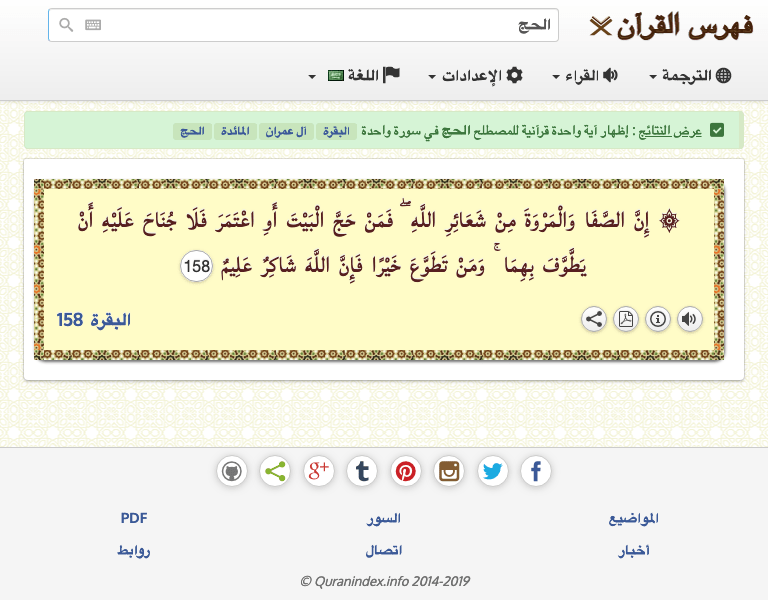 فهرس القرآن
الحج
الترجمة القراء الإعدادات اللغة
عرض النتائج : إظهار آية واحدة قرآنية للمصطلح الحج في سورة واحدة البقرة آل عمران المائدة الحج
۞ إِنَّ الصَّفَا وَالْمَرْوَةَ مِنْ شَعَائِرِ اللَّهِ ۖ فَمَنْ حَجَّ الْبَيْتَ أَوِ اعْتَمَرَ فَلَا جُنَاحَ عَلَيْهِ أَنْ
يَطَّوَّفَ بِهِمَا ۚ وَمَنْ تَطَوَّعَ خَيْرًا فَإِنَّ اللَّهَ شَاكِرٌ عَلِيمٌ 158
البقرة 158
المواضيع السور PDF
أخبار اتصال روابط
© Quranindex.info 2014-2019